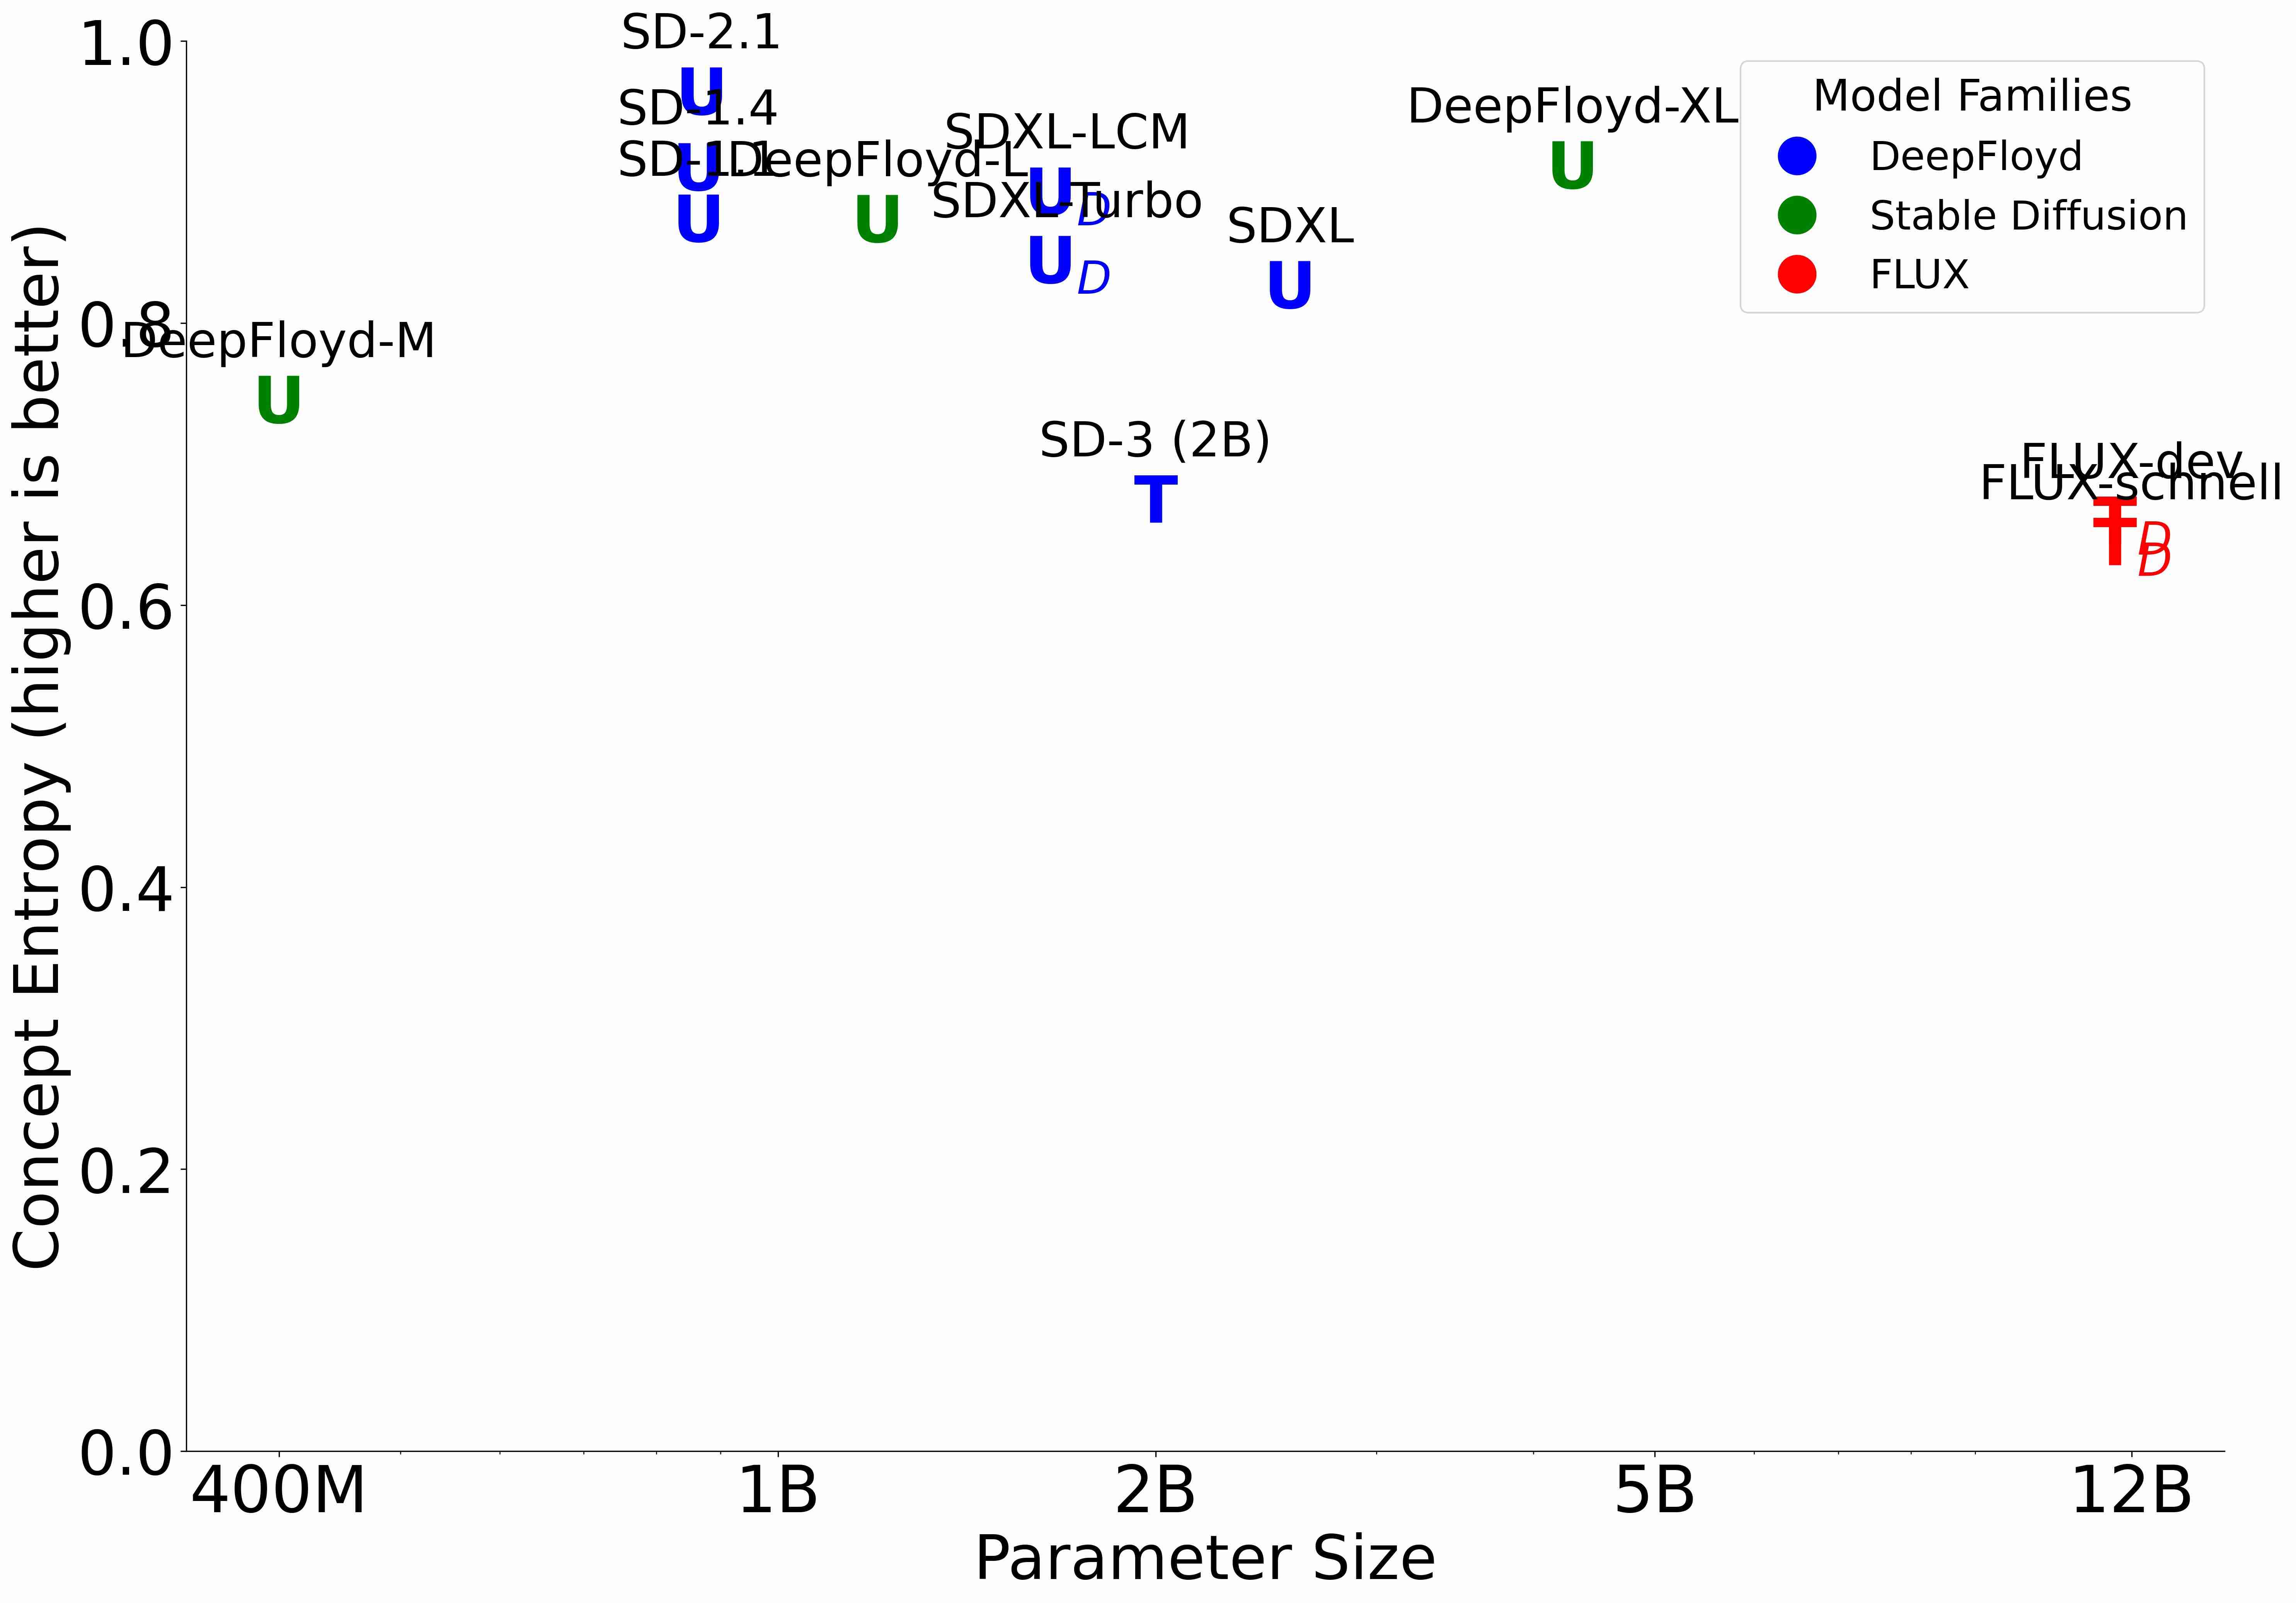 Concept Entropy (higher is better)
1.0
0.8
0.6
0.4
0.2
0.0
SD-2.1
U
SD-1.4
U
SD-1.1
U
DeepFloyd-L
U
SDXL-LCM
U D
SDXL-Turbo
U D
SDXL
U
DeepFloyd-XL
U
DeepFloyd-M
U
SD-3 (2B)
T
FLUX-dev
T D
FLUX-schnell
T D
Model Families
DeepFloyd
Stable Diffusion
FLUX
400M
1B
2B
5B
12B
Parameter Size